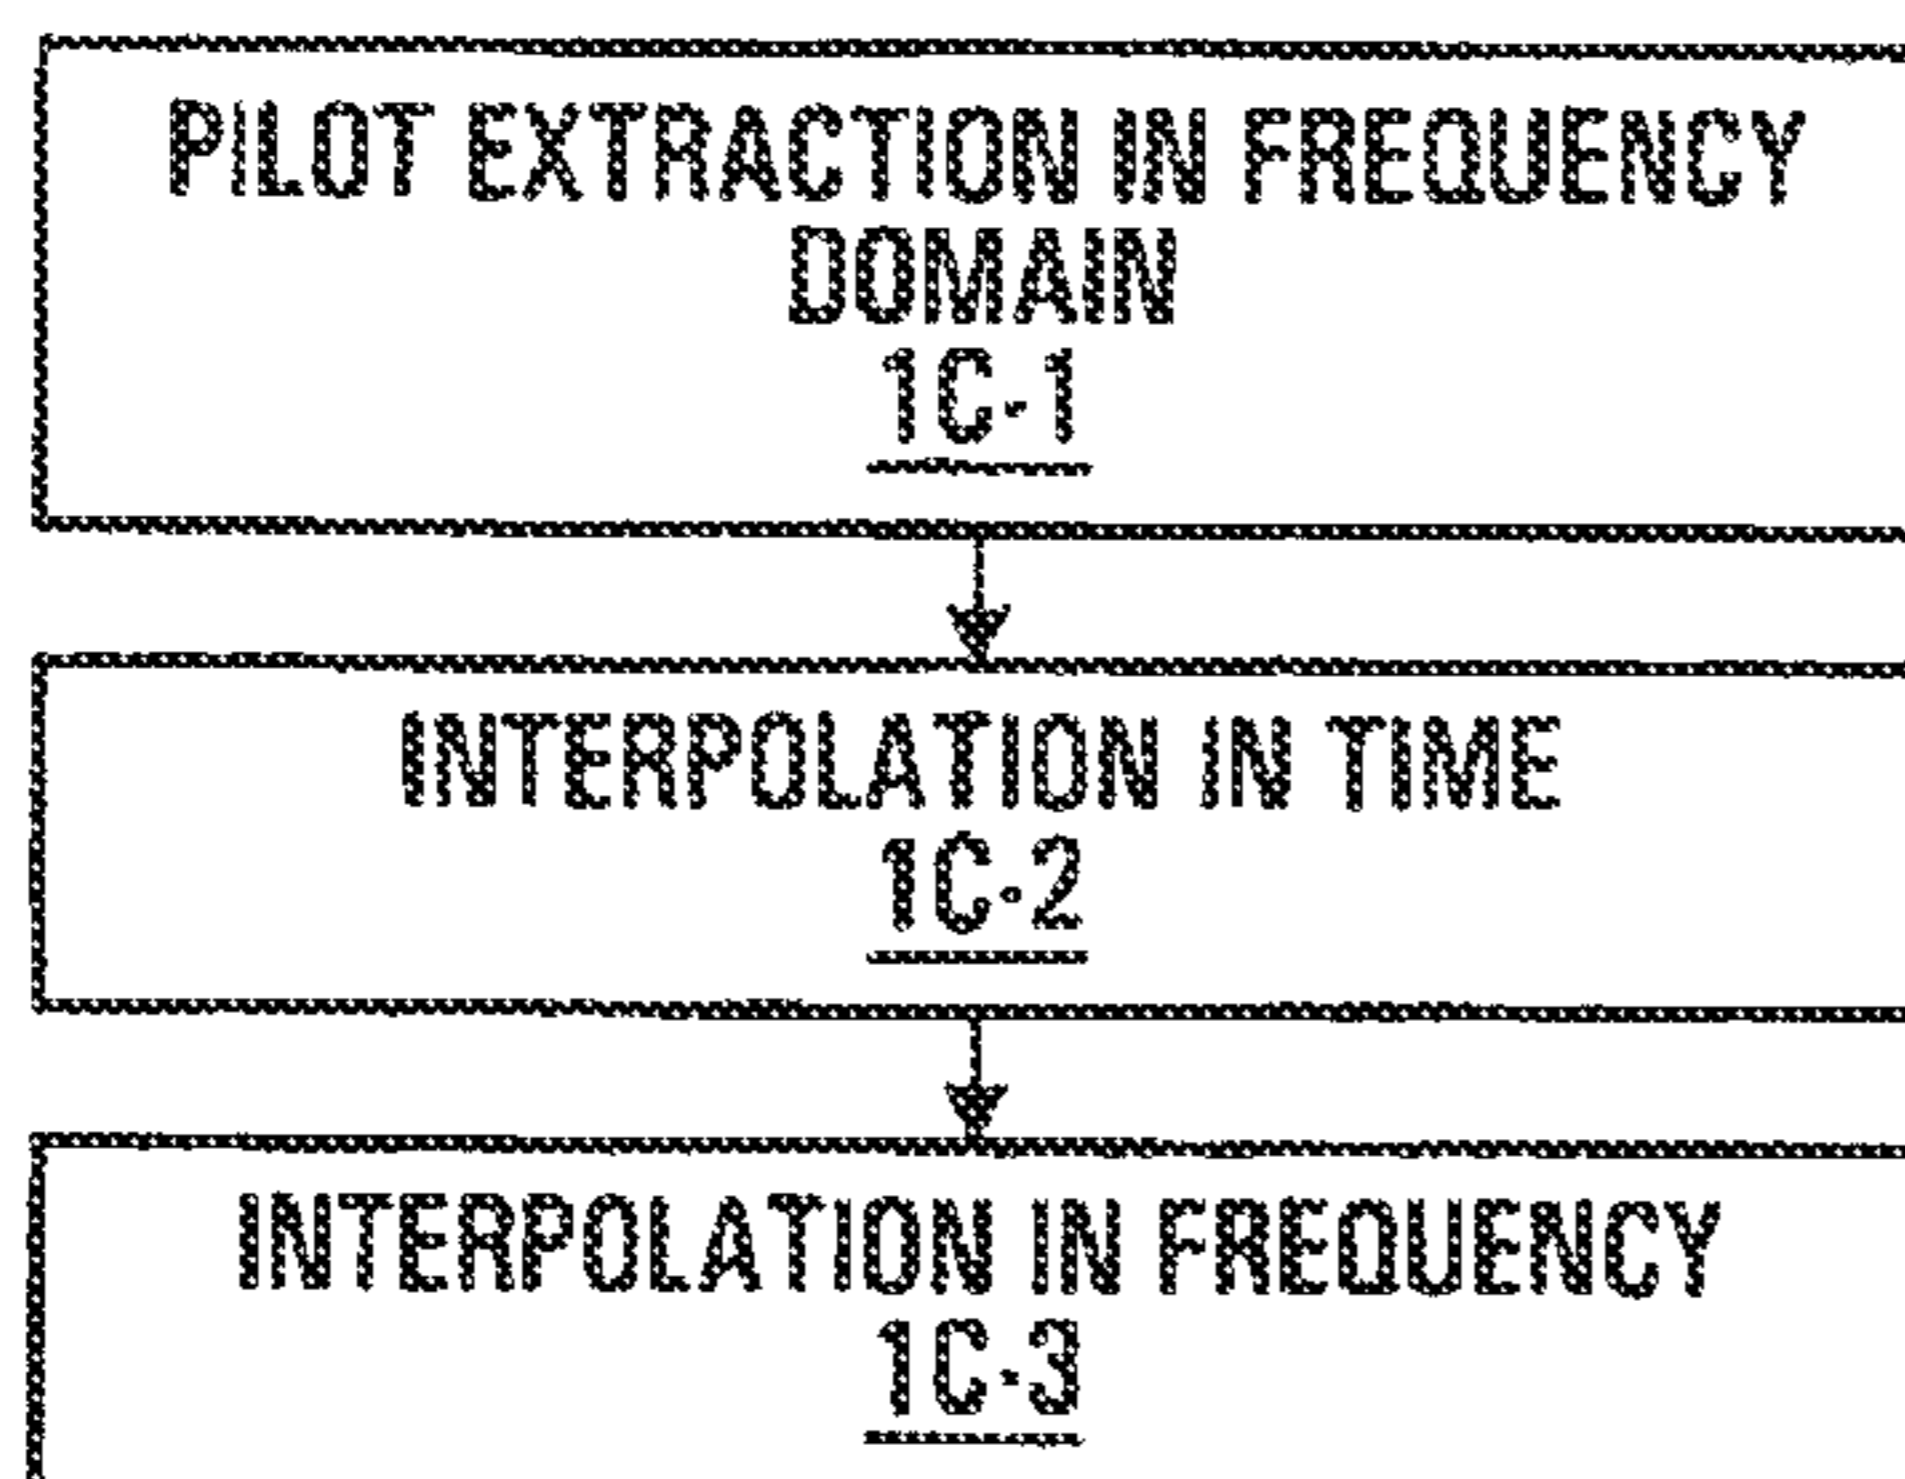 PILOT EXTRACTION IN FREQUENCY
DOMAIN
1C-1
INTERPOLATION IN TIME
1C-2
INTERPOLATION IN FREQUENCY
1C-3